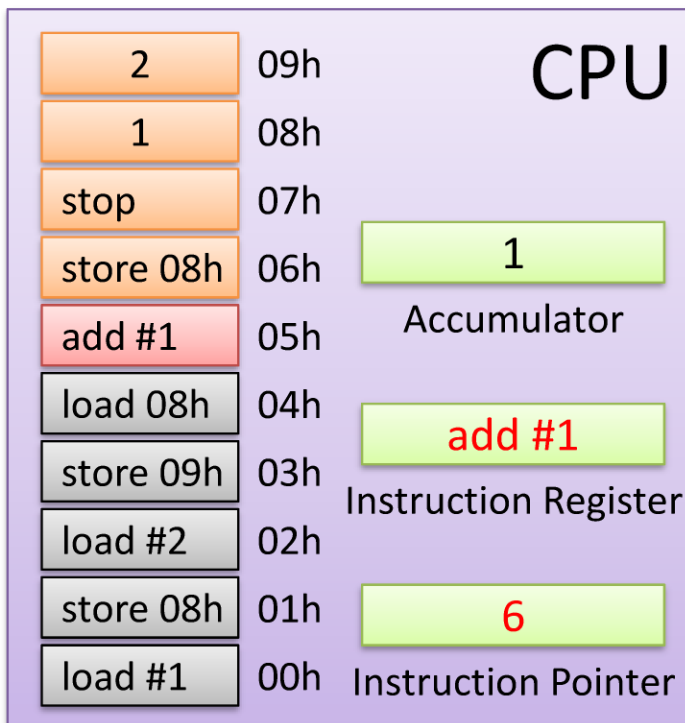 CPU
2 09h
1 08h
stop 07h
store 08h 06h
add #1 05h
load 08h 04h
store 09h 03h
load #2 02h
store 08h 01h
load #1 00h
1
Accumulator
add #1
Instruction Register
6
Instruction Pointer